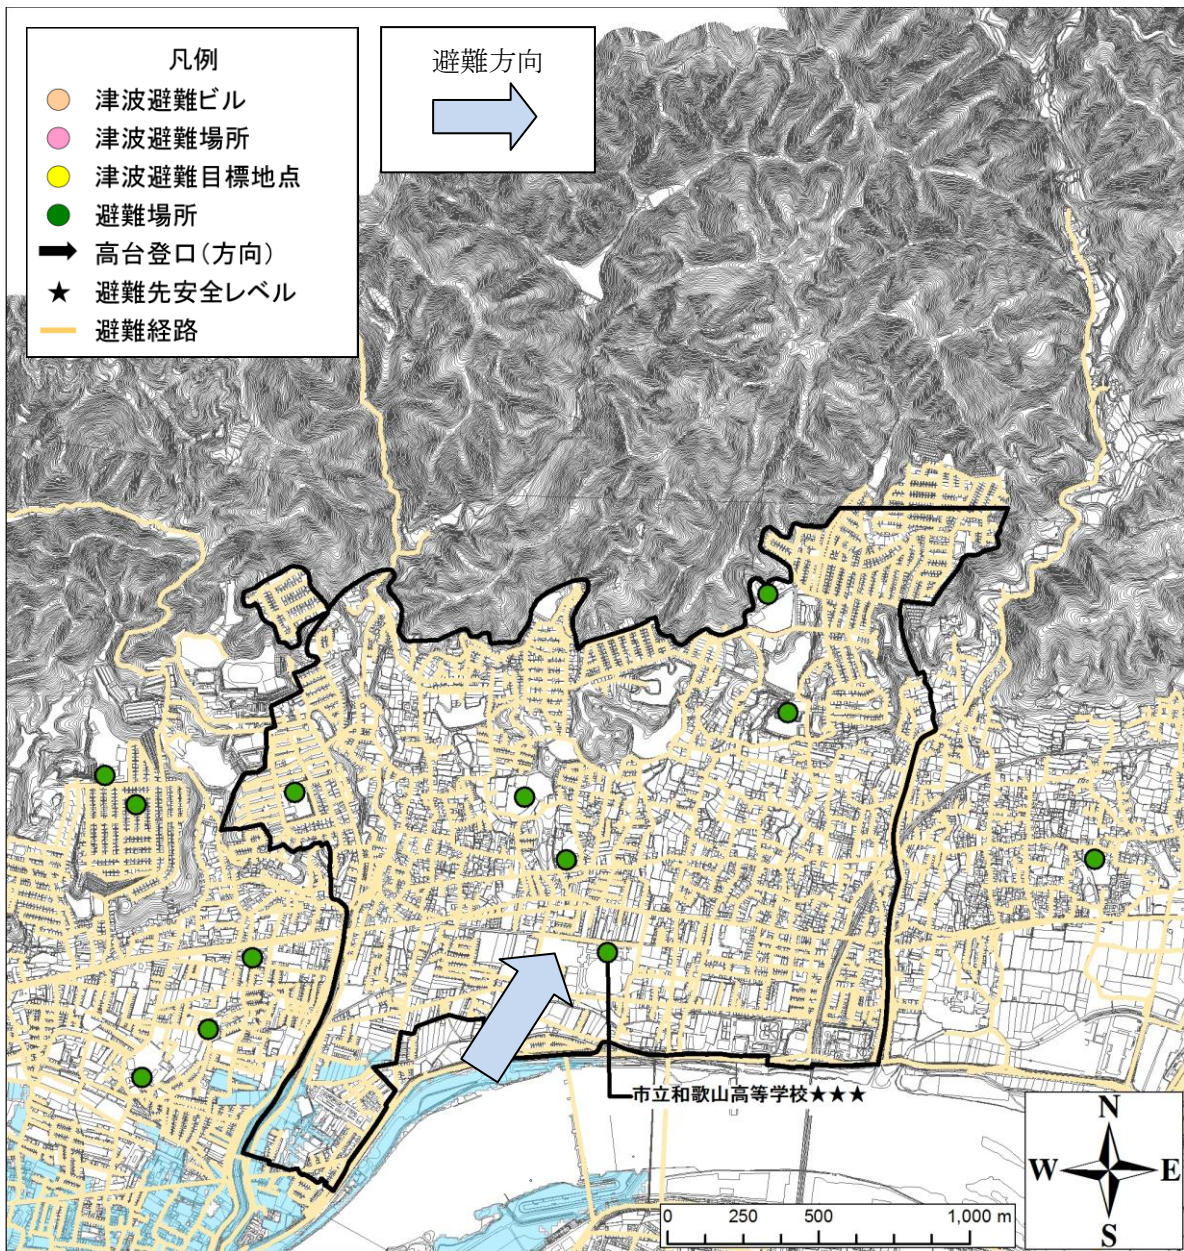 凡例
津波避難ビル
津波避難場所
津波避難目標地点
避難場所
高台登口(方向)
★ 避難先安全レベル
避難経路
避難方向
市立和歌山高等学校★★★
N
W E
S
0 250 500 1,000 m